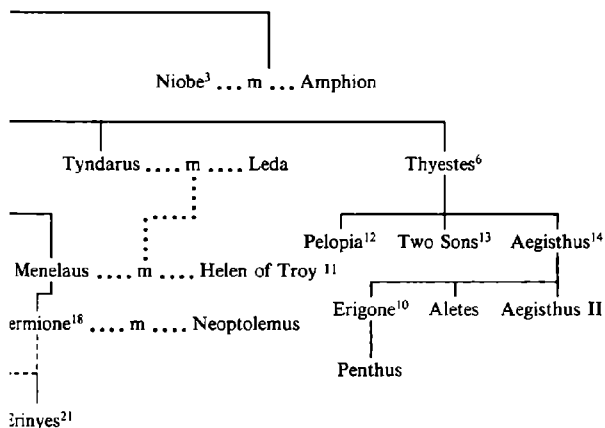 Niobe³ ... m ... Amphion
Tyndarus .... m .... Leda Thyestes⁶
Pelopia¹² Two Sons¹³ Aegisthus¹⁴
Menelaus .... m .... Helen of Troy ¹¹
Erigone¹⁰ Aletes Aegisthus II
ermione¹⁸ .... m .... Neoptolemus
Penthus
Erinyes²¹